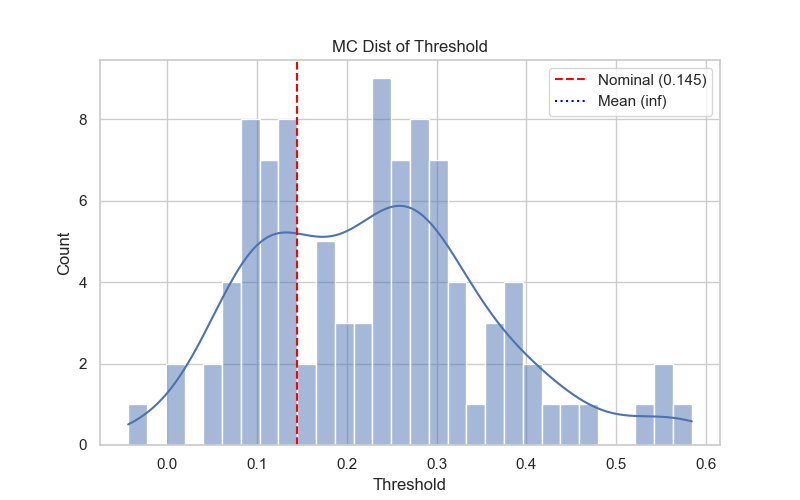 MC Dist of Threshold
Nominal (0.145)
Mean (inf)
Count
8
6
4
2
0
0.0 0.1 0.2 0.3 0.4 0.5 0.6
Threshold